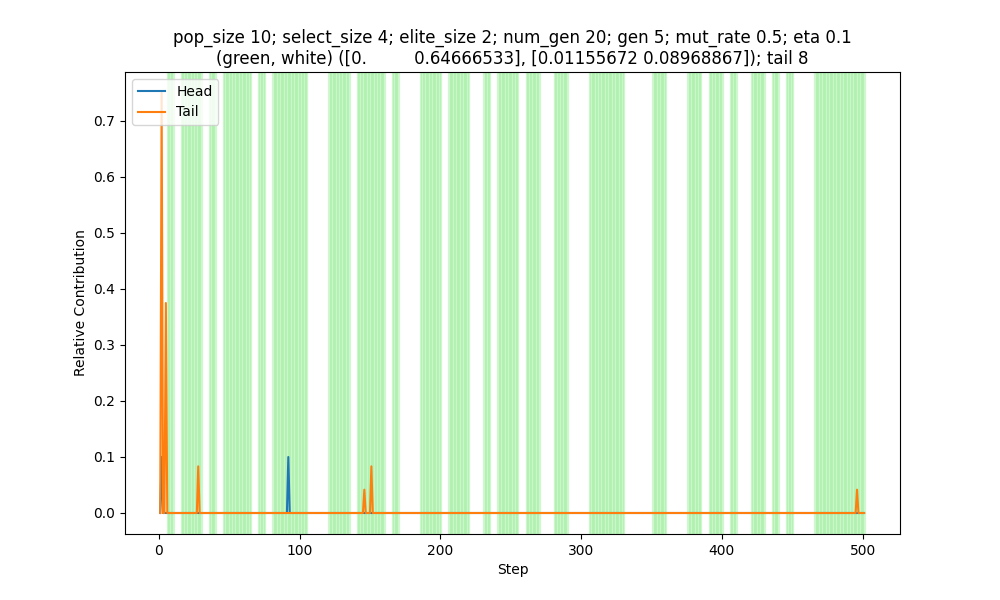 pop_size 10; select_size 4; elite_size 2; num_gen 20; gen 5; mut_rate 0.5; eta 0.1
(green, white) ([0.         0.64666533], [0.01155672 0.08968867]); tail 8
Head
Tail
0.7
0.6
0.5
0.4
0.3
0.2
0.1
0.0
Relative Contribution
0 100 200 300 400 500
Step